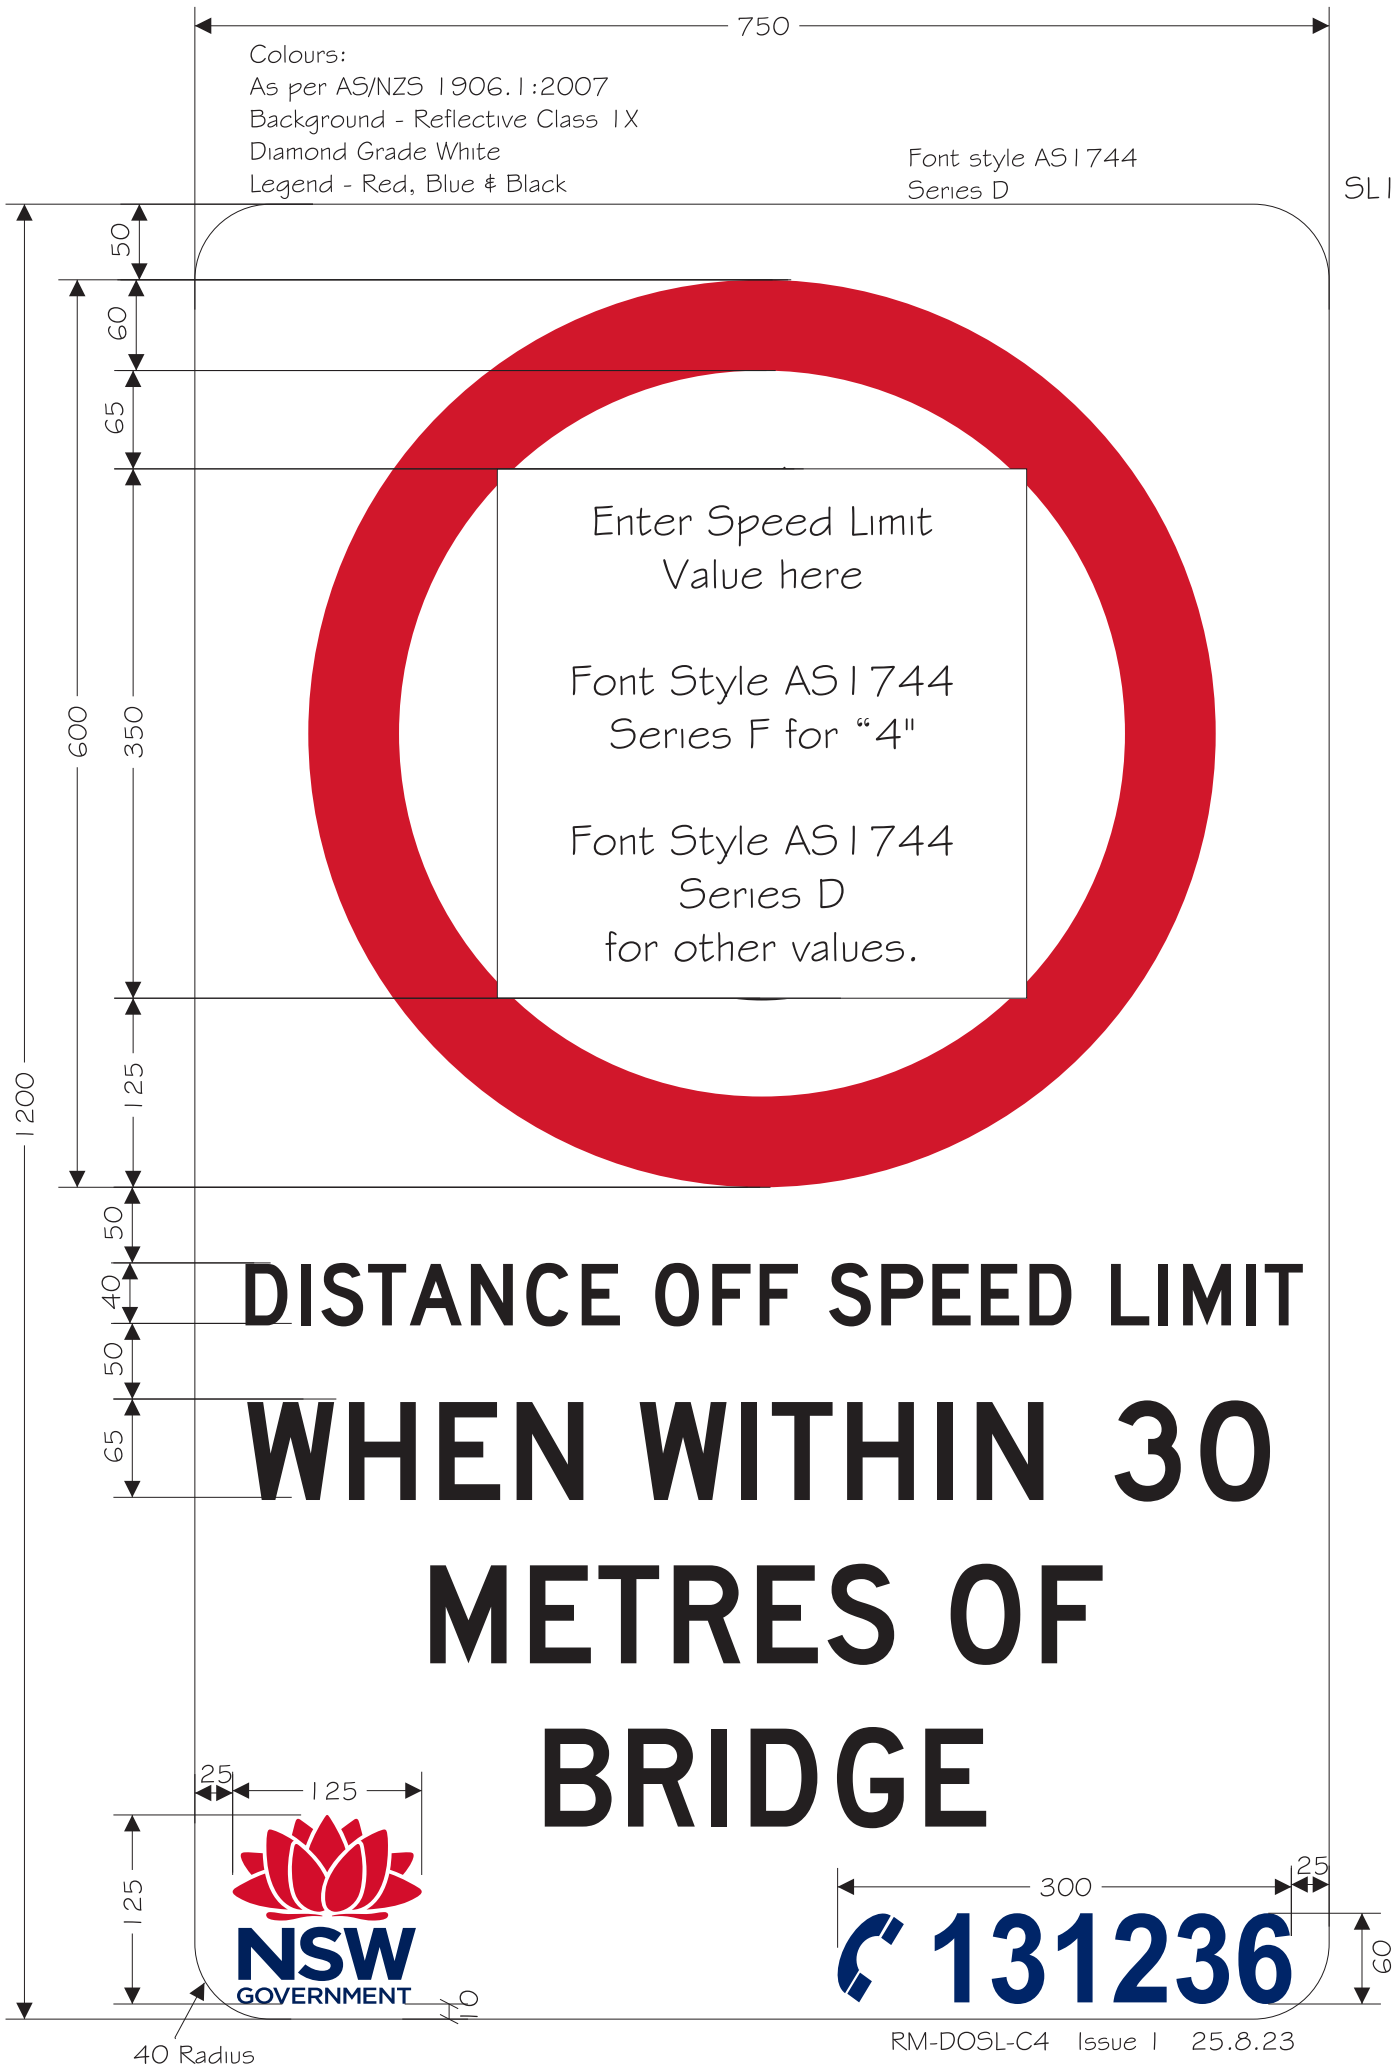 750
Colours:
As per AS/NZS 1906.1:2007
Background - Reflective Class 1X
Diamond Grade White
Legend - Red, Blue & Black
Font style AS1744
Series D
SL1
50
60
65
600
350
1200
125
Enter Speed Limit
Value here
Font Style AS1744
Series F for “4"
Font Style AS1744
Series D
for other values.
50
40
50
65
DISTANCE OFF SPEED LIMIT
WHEN WITHIN 30
METRES OF
BRIDGE
25
125
125
NSW
GOVERNMENT
10
40 Radius
300
25
131236
60
RM-DOSL-C4 Issue 1 25.8.23